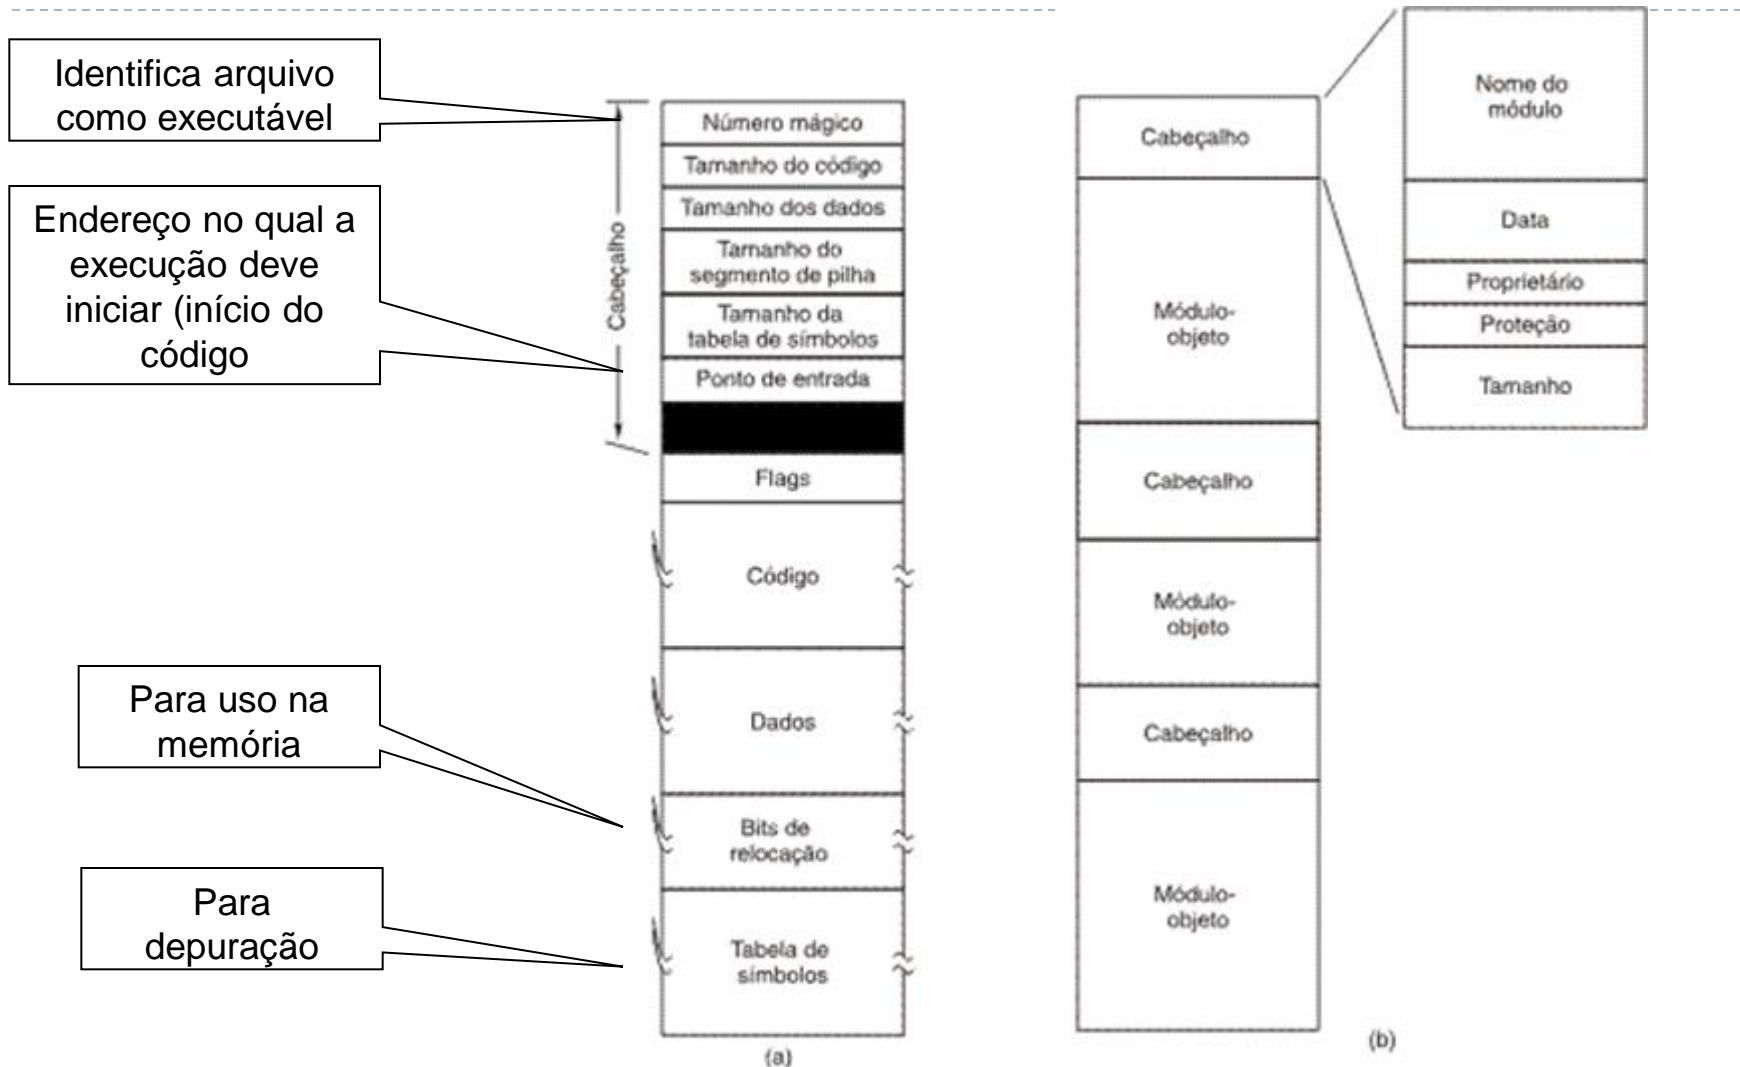 Identifica arquivo
como executável
Endereço no qual a
execução deve
iniciar (início do
código
Para uso na
memória
Para
depuração
Cabeçalho
Número mágico
Tamanho do código
Tamanho dos dados
Tamanho do
segmento de pilha
Tamanho da
tabela de símbolos
Ponto de entrada
Flags
Código
Dados
Bits de
relocação
Tabela de
símbolos
(a)
Cabeçalho
Módulo-
objeto
Cabeçalho
Módulo-
objeto
Cabeçalho
Módulo-
objeto
Nome do
módulo
Data
Proprietário
Proteção
Tamanho
(b)